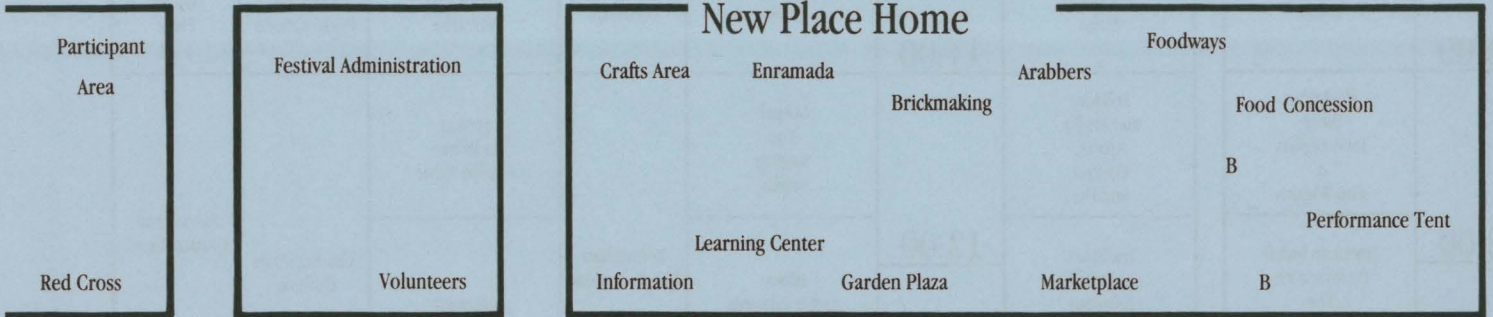 Participant
Area
Red Cross
Festival Administration
Volunteers
New Place Home
Crafts Area
Enramada
Brickmaking
Arabbers
Foodways
Food Concession
B
Performance Tent
Learning Center
Information
Garden Plaza
Marketplace
B